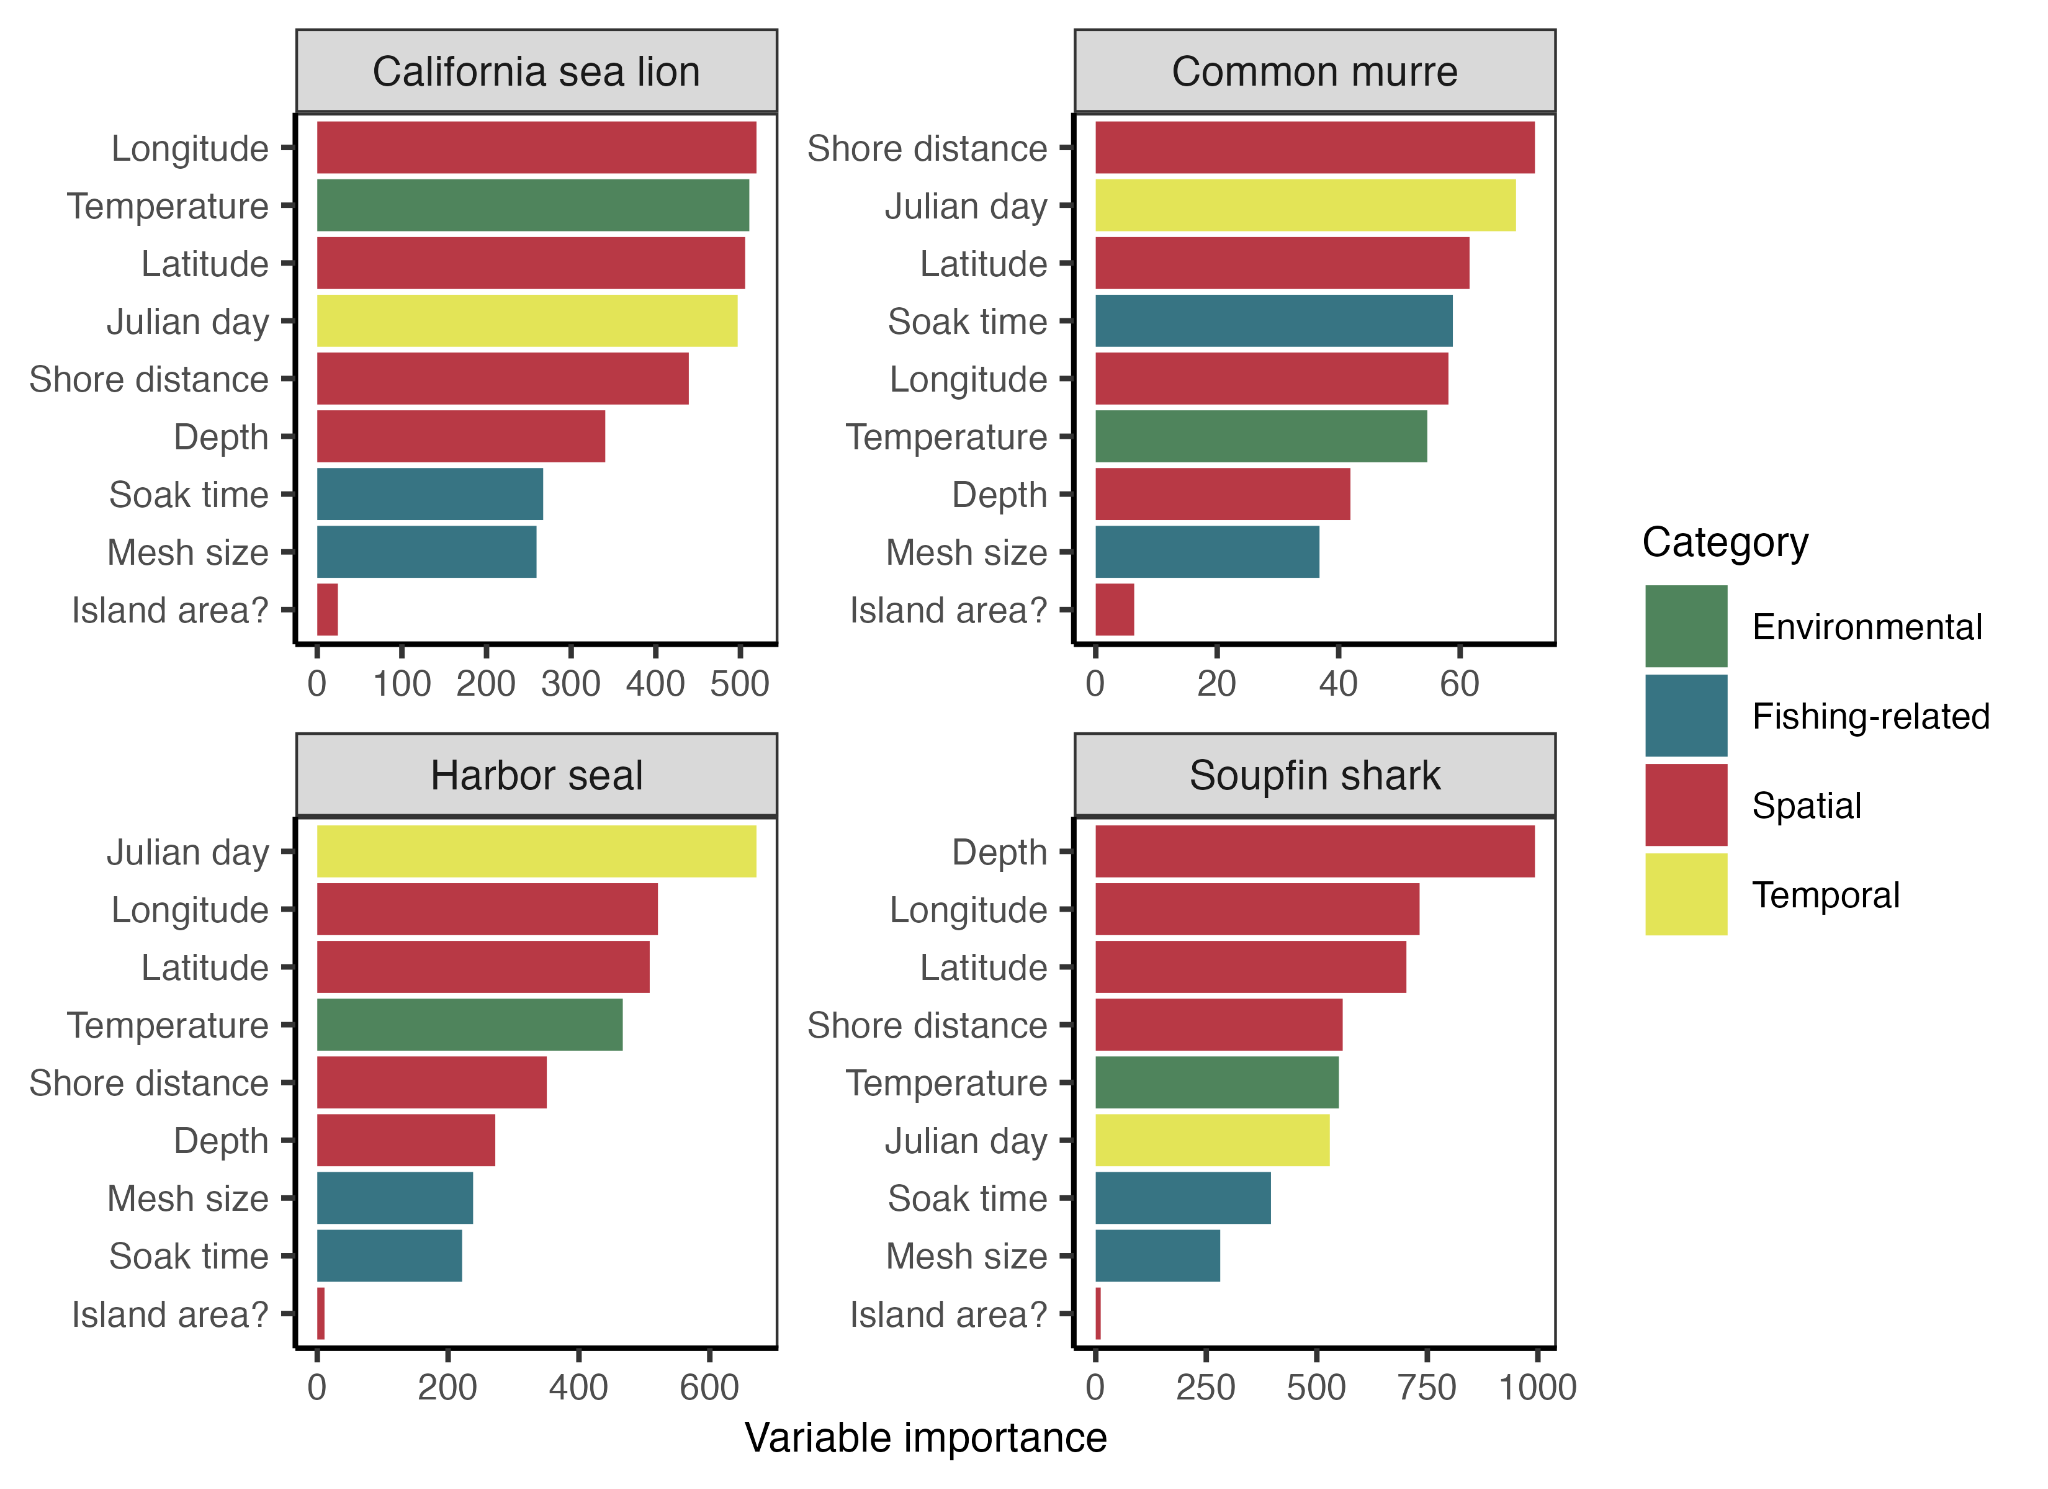 California sea lion
Longitude
Temperature
Latitude
Julian day
Shore distance
Depth
Soak time
Mesh size
Island area?
0 100 200 300 400 500
Common murre
Shore distance
Julian day
Latitude
Soak time
Longitude
Temperature
Depth
Mesh size
Island area?
0 20 40 60
Harbor seal
Julian day
Longitude
Latitude
Temperature
Shore distance
Depth
Mesh size
Soak time
Island area?
0 200 400 600
Soupfin shark
Depth
Longitude
Latitude
Shore distance
Temperature
Julian day
Soak time
Mesh size
Island area?
0 250 500 750 1000
Variable importance
Category
Environmental
Fishing-related
Spatial
Temporal